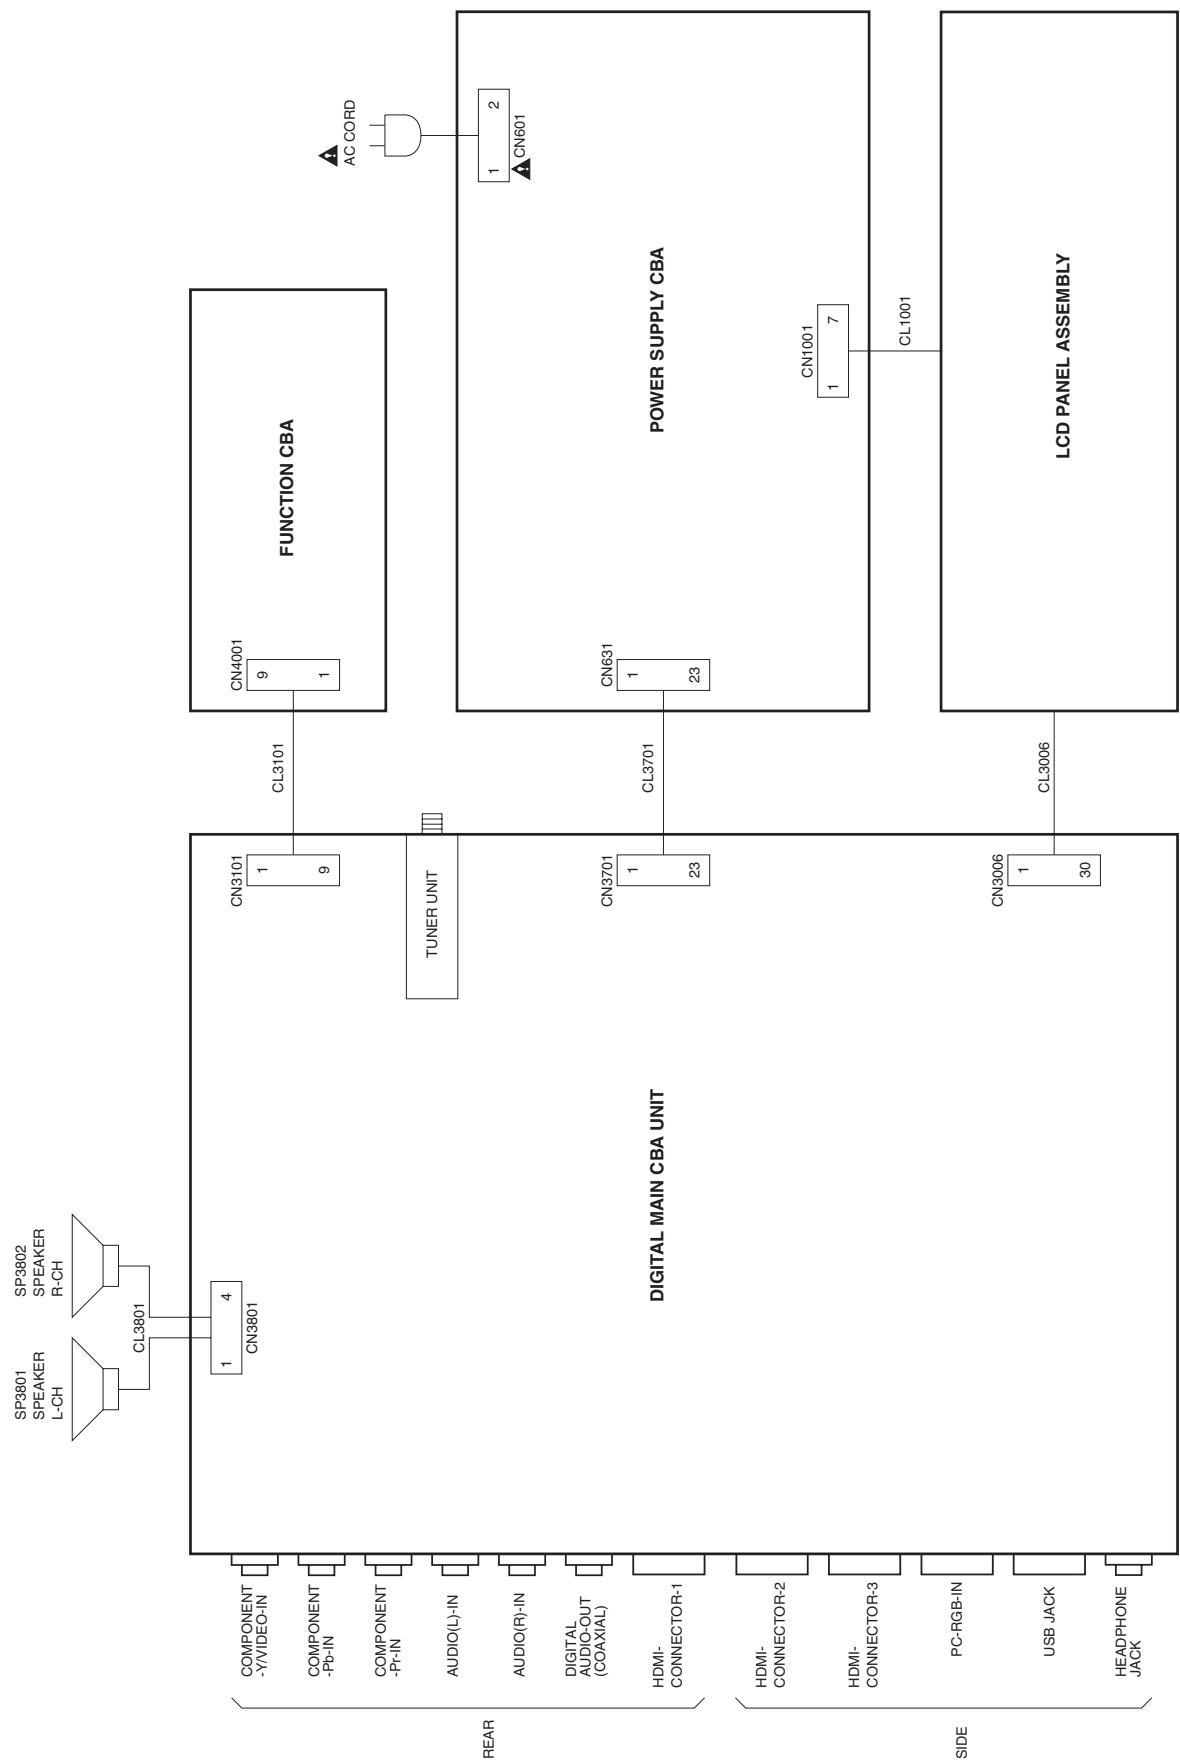 SP3801
SPEAKER
L-CH
SP3802
SPEAKER
R-CH
CL3801
1
4
CN3801
AC CORD
1
2
CN601
FUNCTION CBA
CN4001
9
1
CL3101
CN3101
1
9
TUNER UNIT
POWER SUPPLY CBA
CN631
1
23
CL3701
CN3701
1
23
CN1001
1
7
CL1001
LCD PANEL ASSEMBLY
CL3006
CN3006
1
30
DIGITAL MAIN CBA UNIT
COMPONENT
-Y/VIDEO-IN
COMPONENT
-Pb-IN
COMPONENT
-Pr-IN
AUDIO(L)-IN
AUDIO(R)-IN
DIGITAL
AUDIO-OUT
(COAXIAL)
HDMI-
CONNECTOR-1
HDMI-
CONNECTOR-2
HDMI-
CONNECTOR-3
PC-RGB-IN
USB JACK
HEADPHONE
JACK
REAR
SIDE